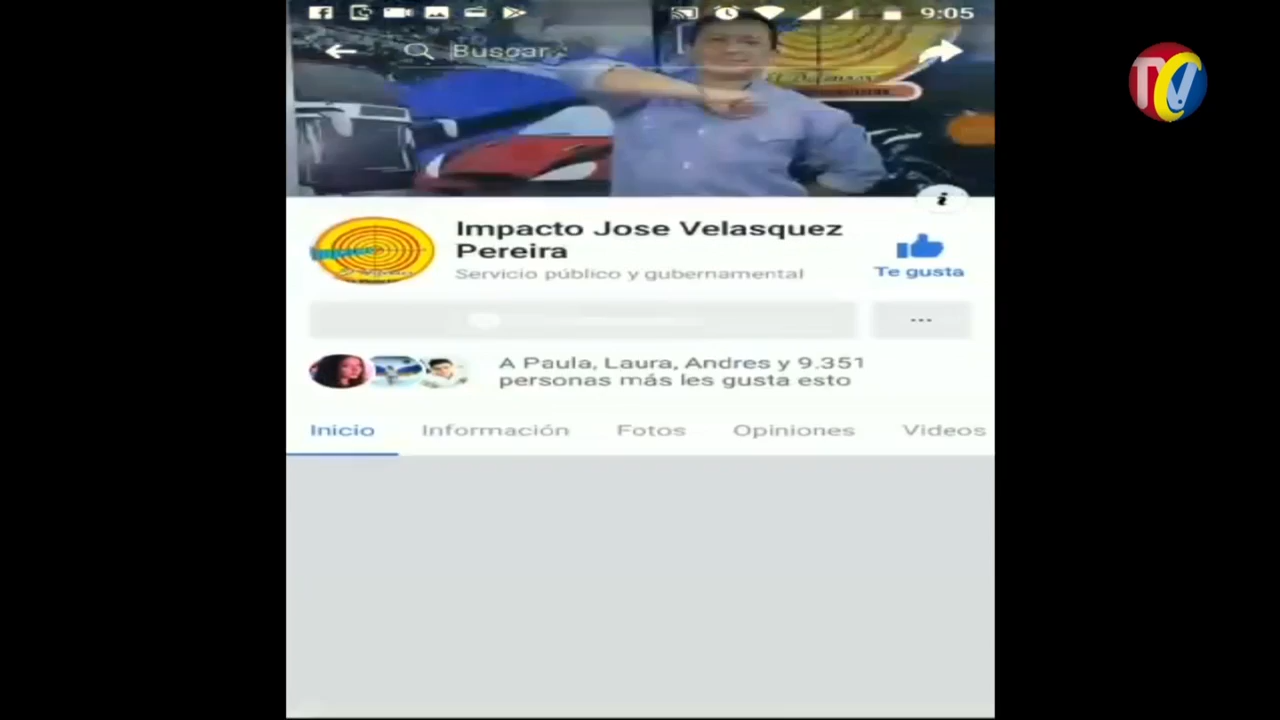 9:05
Buscar
TCV
Impacto Jose Velasquez
Pereira
Servicio público y gubernamental
Te gusta
...
A Paula, Laura, Andres y 9.351
personas más les gusta esto
Inicio Información Fotos Opiniones Videos